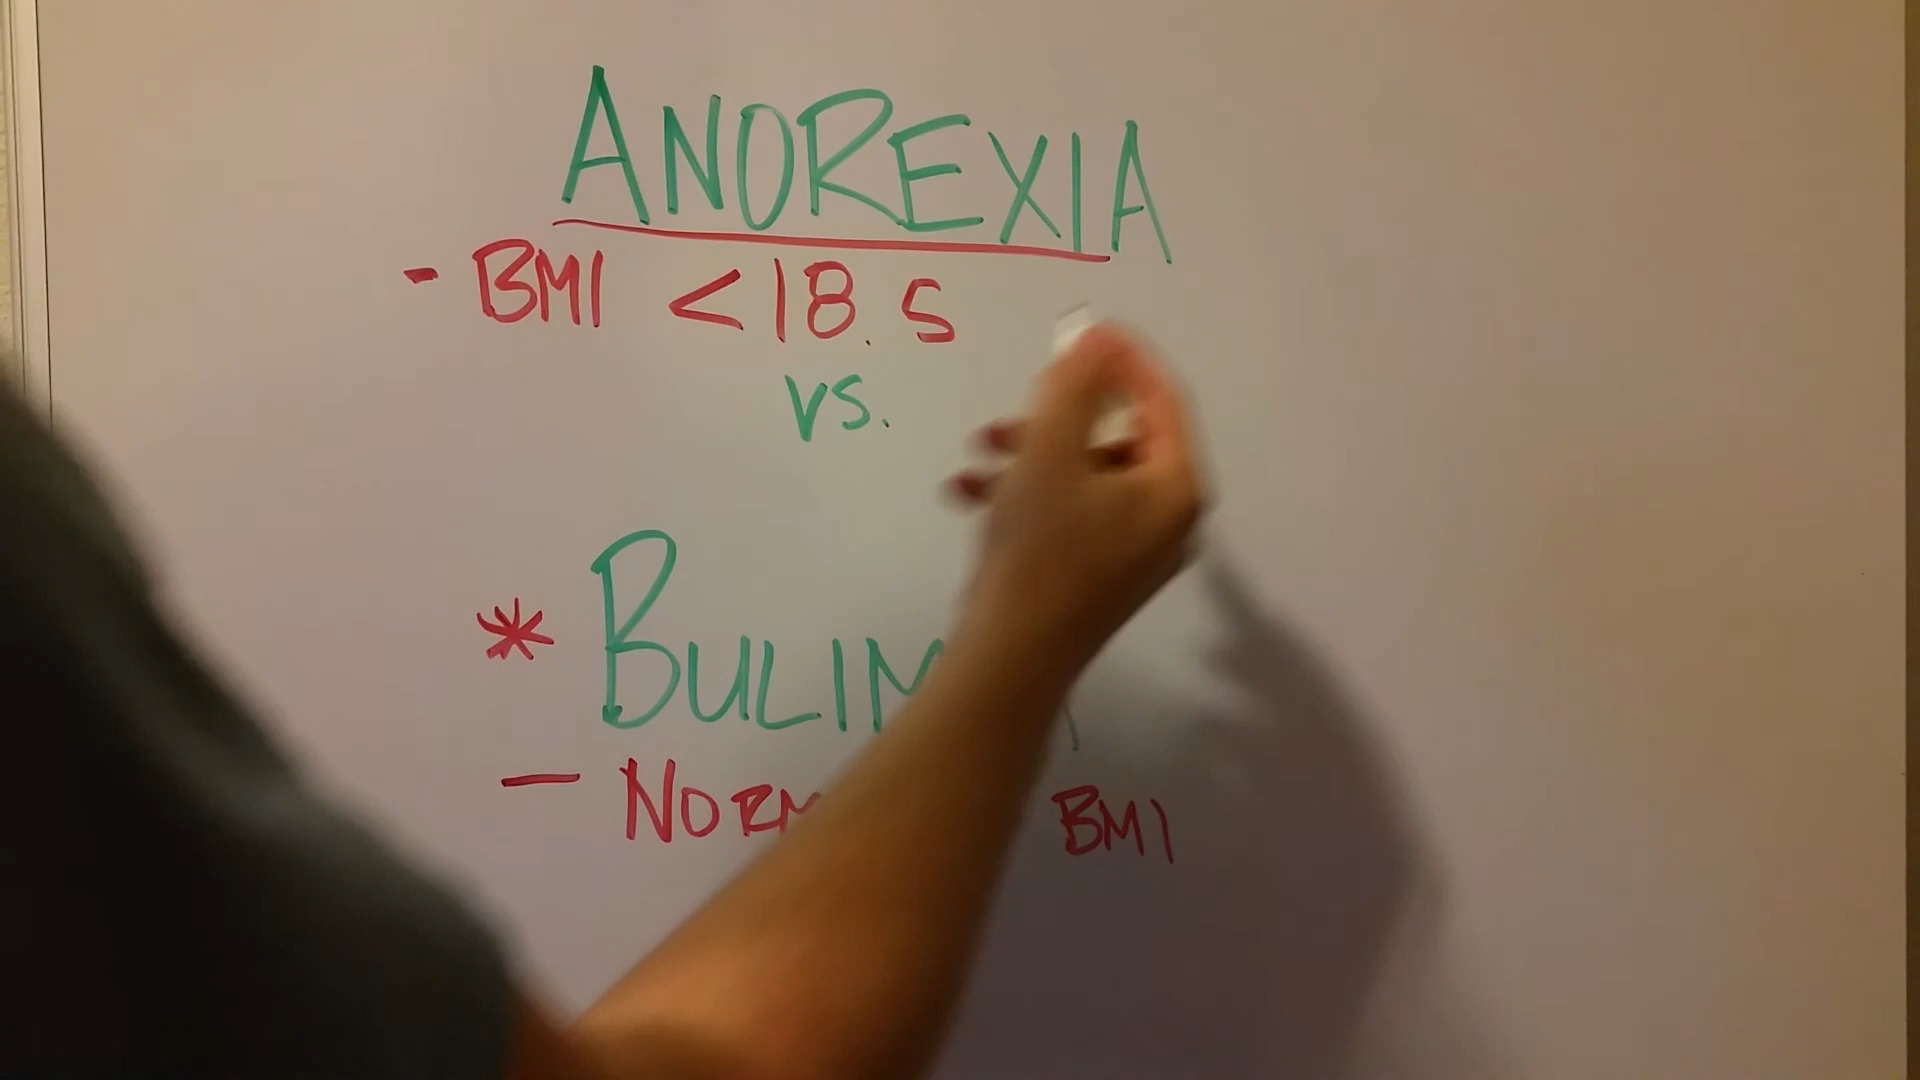 ANOREXIA
- BMI < 18.5
vs.
* BULIM
- NORM BMI